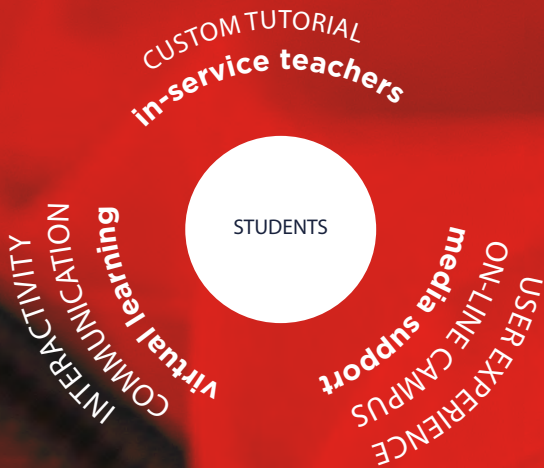 CUSTOM TUTORIAL
in-service teachers
STUDENTS
virtual learning
COMMUNICATION
INTERACTIVITY
media support
ON-LINE CAMPUS
USER EXPERIENCE